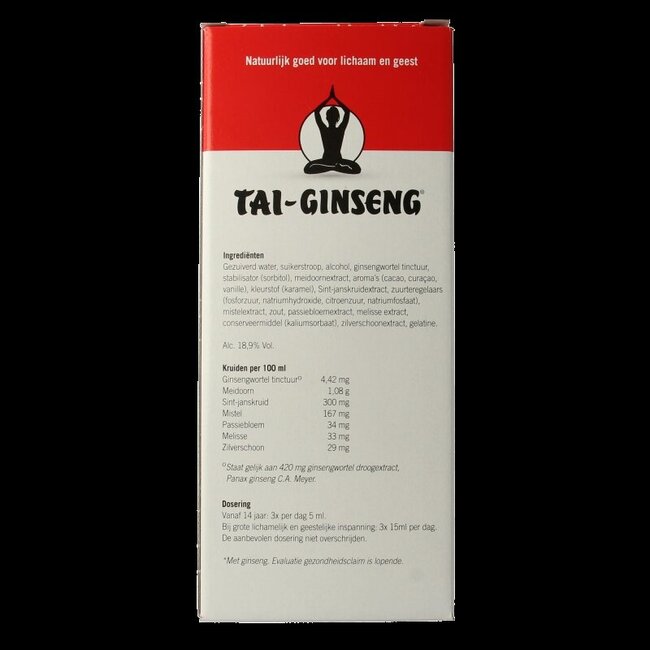 Natuurlijk goed voor lichaam en geest
TAI-GINSENG®
Ingrediënten
Gezuiverd water, suikerstroop, alcohol, ginsengwortel tinctuur,
stabilisator (sorbitol), meidoornextract, aroma's (cacao, curaçao,
vanille), kleurstof (karamel), Sint-janskruidextract, zuurteregelaars
(fosforzuur, natriumhydroxide, citroenzuur, natriumfosfaat),
mistelextract, zout, passiebloemextract, melisse extract,
conserveermiddel (kaliumsorbaat), zilverschoonextract, gelatine.
Alc. 18,9% Vol.
Kruiden per 100 ml
Ginsengwortel tinctuur° 4,42 mg
Meidoorn 1,08 g
Sint-janskruid 300 mg
Mistel 167 mg
Passiebloem 34 mg
Melisse 33 mg
Zilverschoon 29 mg
°Staat gelijk aan 420 mg ginsengwortel droogextract,
Panax ginseng C.A. Meyer.
Dosering
Vanaf 14 jaar: 3x per dag 5 ml.
Bij grote lichamelijk en geestelijke inspanning: 3x 15ml per dag.
De aanbevolen dosering niet overschrijden.
*Met ginseng. Evaluatie gezondheidsclaim is lopende.